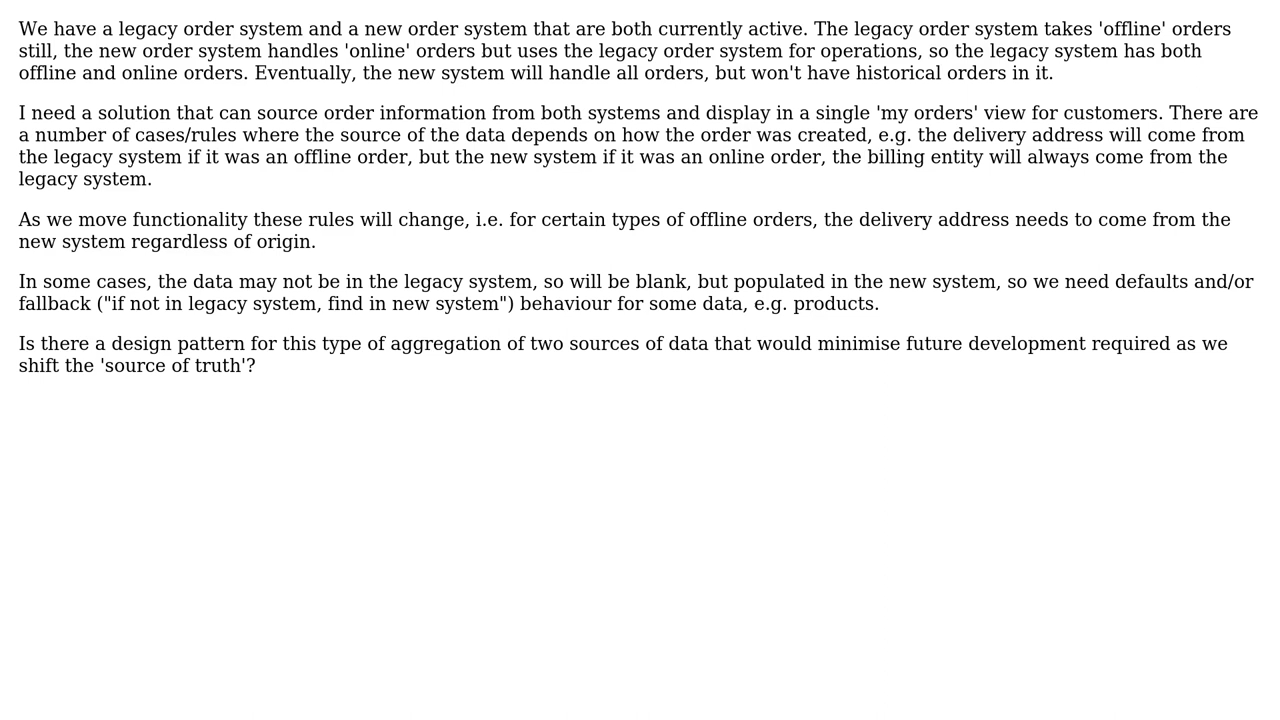 We have a legacy order system and a new order system that are both currently active. The legacy order system takes 'offline' orders
still, the new order system handles 'online' orders but uses the legacy order system for operations, so the legacy system has both
offline and online orders. Eventually, the new system will handle all orders, but won't have historical orders in it.
I need a solution that can source order information from both systems and display in a single 'my orders' view for customers. There are
a number of cases/rules where the source of the data depends on how the order was created, e.g. the delivery address will come from
the legacy system if it was an offline order, but the new system if it was an online order, the billing entity will always come from the
legacy system.
As we move functionality these rules will change, i.e. for certain types of offline orders, the delivery address needs to come from the
new system regardless of origin.
In some cases, the data may not be in the legacy system, so will be blank, but populated in the new system, so we need defaults and/or
fallback ("if not in legacy system, find in new system") behaviour for some data, e.g. products.
Is there a design pattern for this type of aggregation of two sources of data that would minimise future development required as we
shift the 'source of truth'?